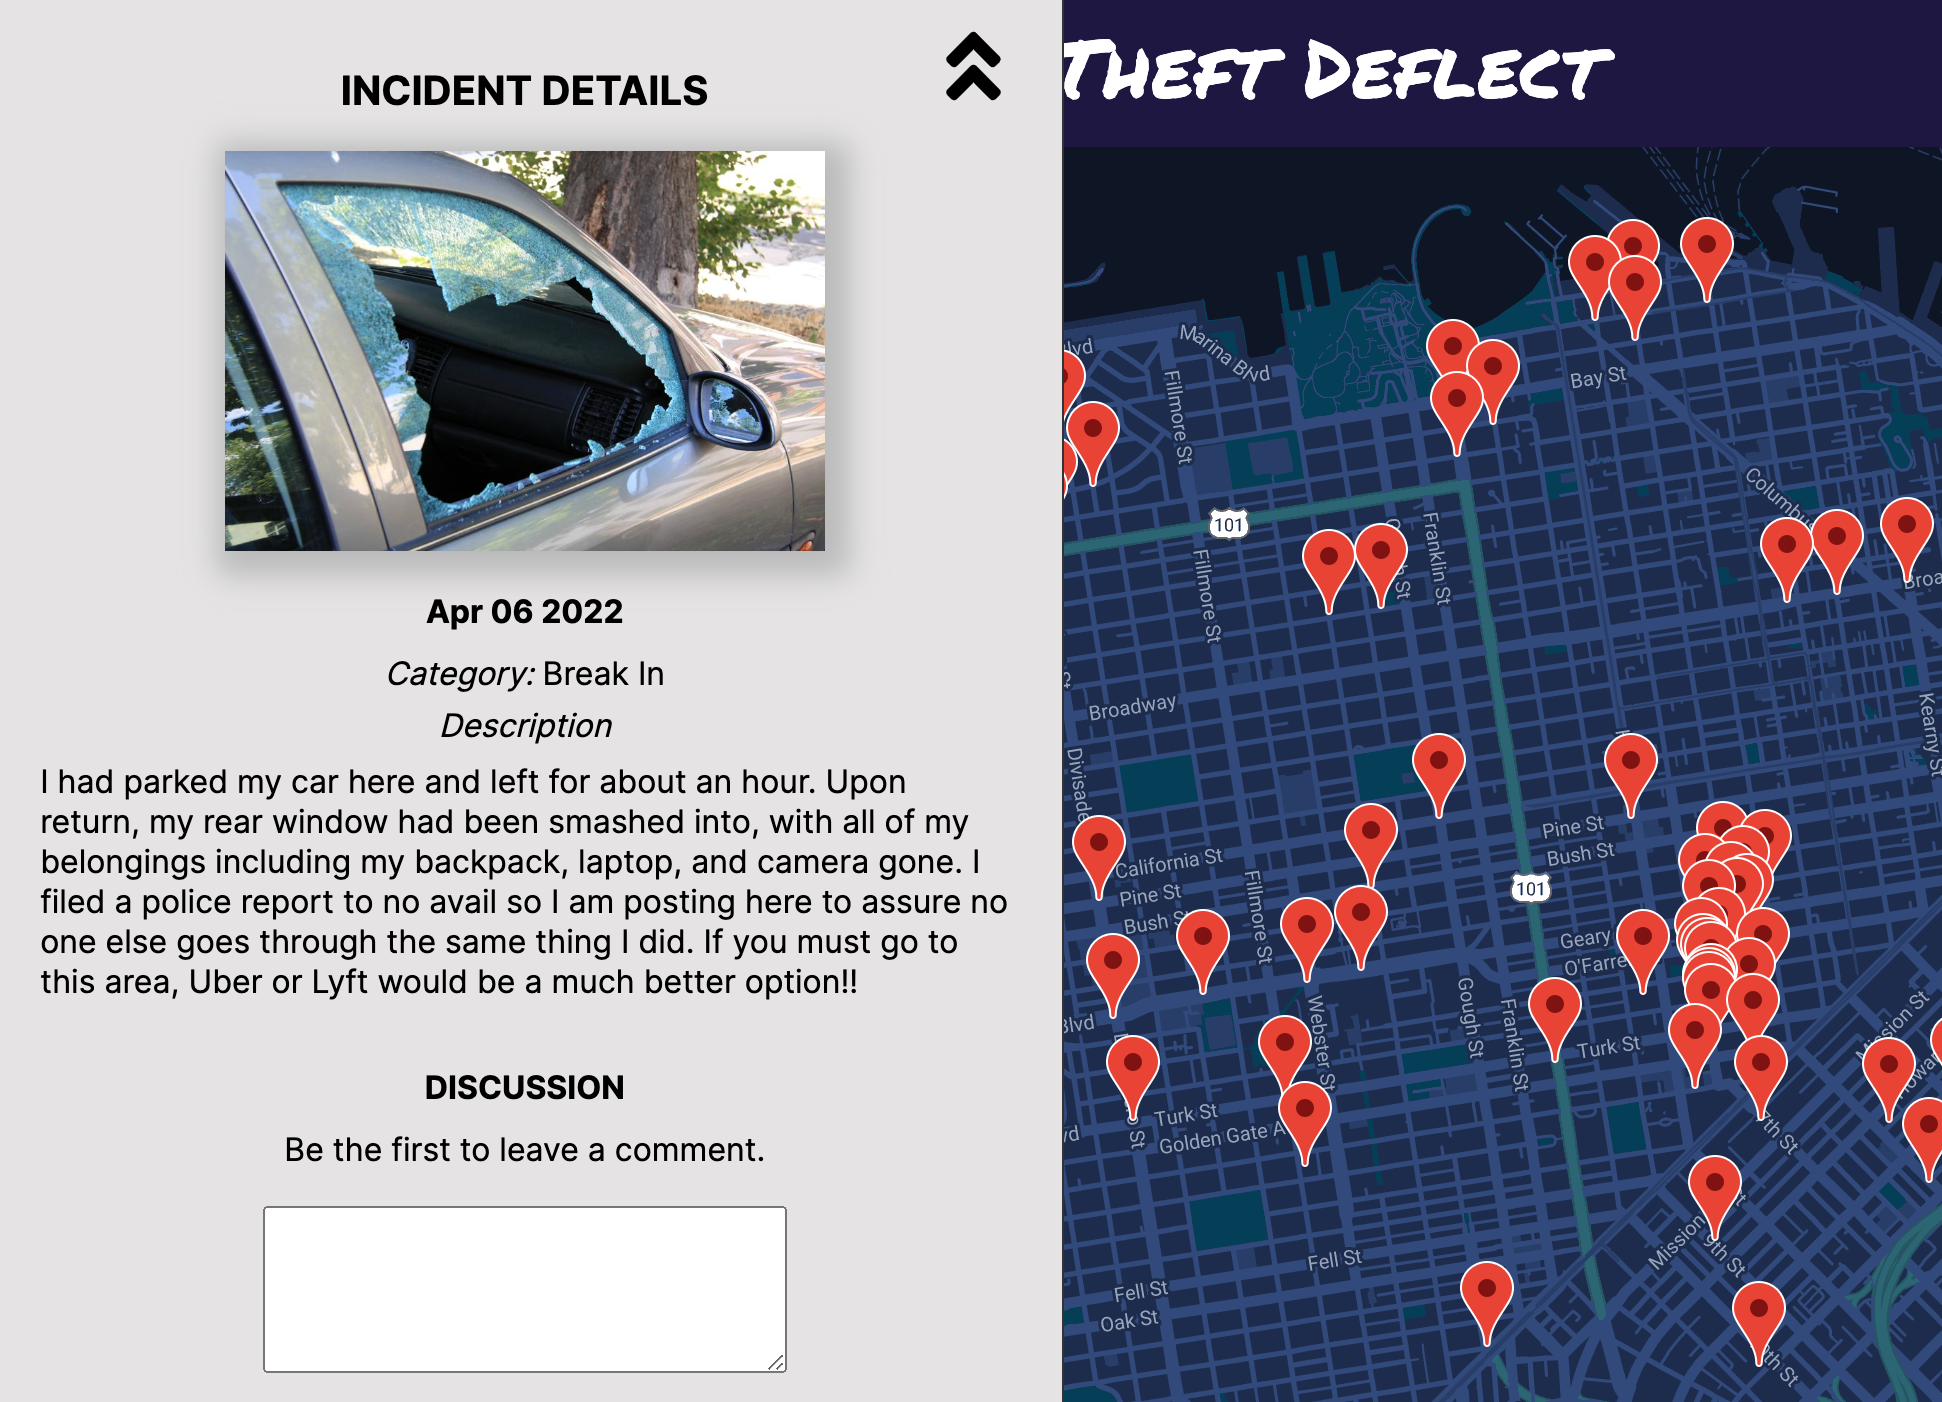 INCIDENT DETAILS
Apr 06 2022
Category: Break In
Description
I had parked my car here and left for about an hour. Upon
return, my rear window had been smashed into, with all of my
belongings including my backpack, laptop, and camera gone. I
filed a police report to no avail so I am posting here to assure no
one else goes through the same thing I did. If you must go to
this area, Uber or Lyft would be a much better option!!
DISCUSSION
Be the first to leave a comment.
THEFT DEFLECT
lvd
Marina Blvd
Fillmore St
Bay St
Columbus
101
Franklin St
Fillmore St
Broa
Broadway
Kearny St
Divisade
Pine St
Bush St
California St
Pine St
Bush St
Fillmore St
101
Geary
O'Farre
Gough St
Franklin St
Webster St
Blvd
Turk St
Mission St
Howa
Turk St
Golden Gate A
vd
7th St
Mission
9th St
Fell St
Fell St
Oak St